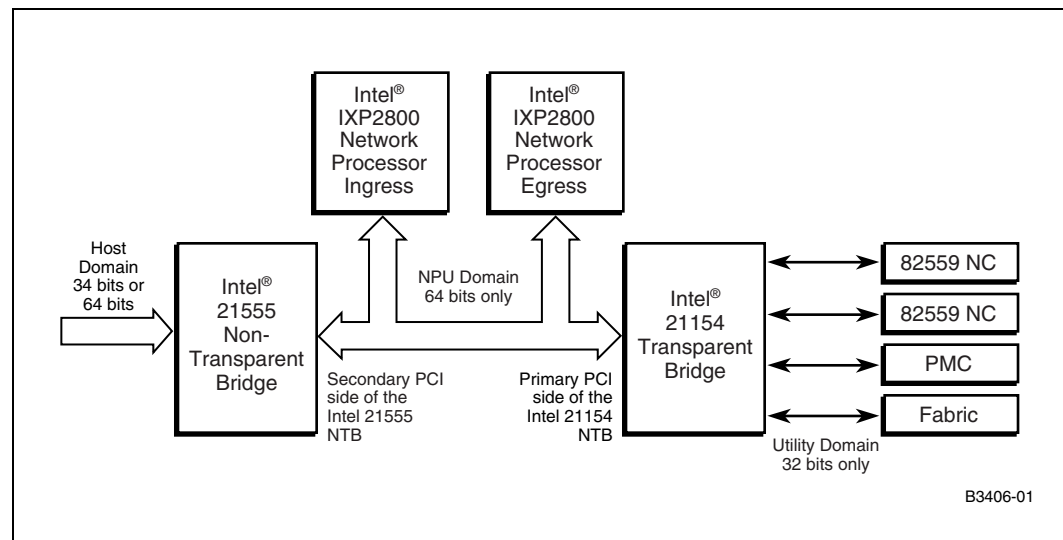 Intel®
IXP2800
Network
Processor
Ingress
Intel®
IXP2800
Network
Processor
Egress
Host
Domain
34 bits or
64 bits
Intel®
21555
Non-
Transparent
Bridge
NPU Domain
64 bits only
Secondary PCI
side of the
Intel 21555
NTB
Primary PCI
side of the
Intel 21154
NTB
Intel®
21154
Transparent
Bridge
82559 NC
82559 NC
PMC
Fabric
Utility Domain
32 bits only
B3406-01